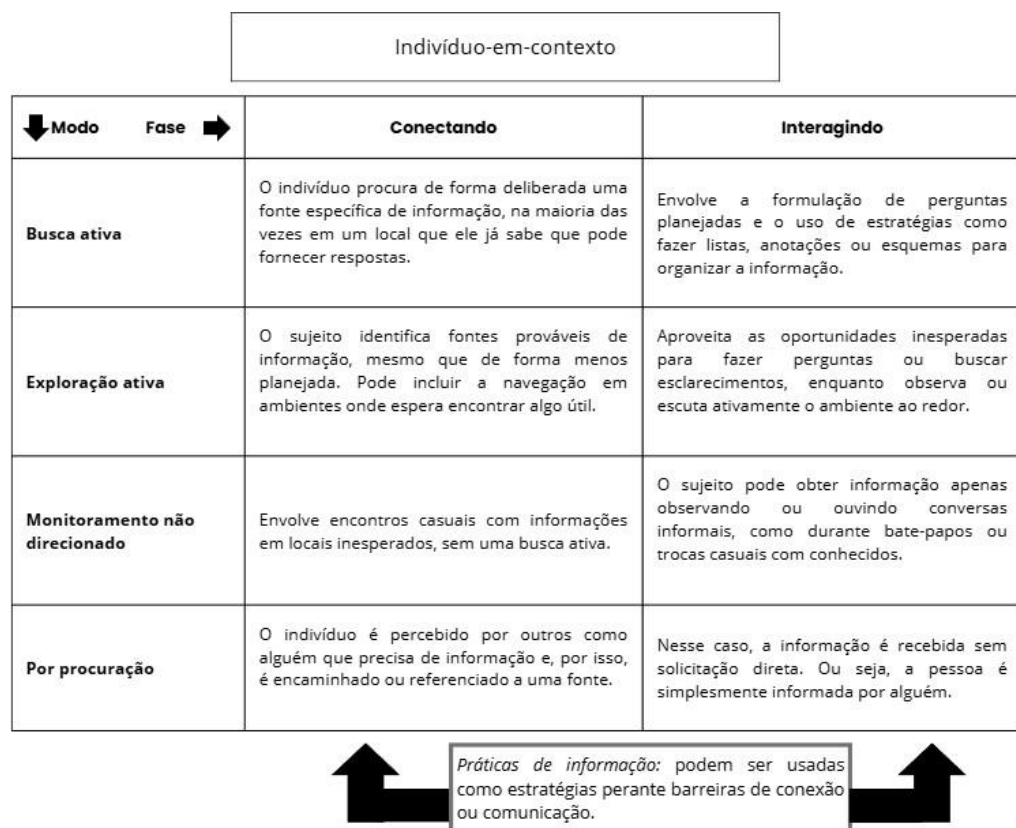 Indivíduo-em-contexto
Modo Fase
Conectando
Interagindo
Busca ativa
O indivíduo procura de forma deliberada uma
fonte específica de informação, na maioria das
vezes em um local que ele já sabe que pode
fornecer respostas.
Envolve a formulação de perguntas
planejadas e o uso de estratégias como
fazer listas, anotações ou esquemas para
organizar a informação.
Exploração ativa
O sujeito identifica fontes prováveis de
informação, mesmo que de forma menos
planejada. Pode incluir a navegação em
ambientes onde espera encontrar algo útil.
Aproveita as oportunidades inesperadas
para fazer perguntas ou buscar
esclarecimentos, enquanto observa ou
escuta ativamente o ambiente ao redor.
Monitoramento não
direcionado
Envolve encontros casuais com informações
em locais inesperados, sem uma busca ativa.
O sujeito pode obter informação apenas
observando ou ouvindo conversas
informais, como durante bate-papos ou
trocas casuais com conhecidos.
Por procuração
O indivíduo é percebido por outros como
alguém que precisa de informação e, por isso,
é encaminhado ou referenciado a uma fonte.
Nesse caso, a informação é recebida sem
solicitação direta. Ou seja, a pessoa é
simplesmente informada por alguém.
Práticas de informação: podem ser usadas
como estratégias perante barreiras de conexão
ou comunicação.